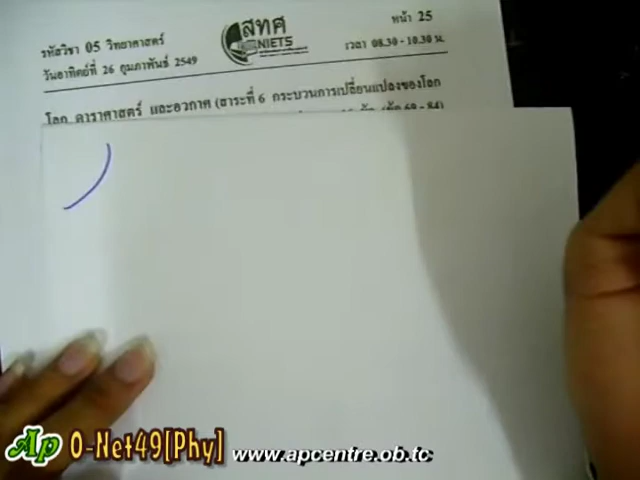 รหัสวิชา 05 วิทยาศาสตร์
วันอาทิตย์ที่ 26 กุมภาพันธ์ 2549
สทศ
NIETS
หน้า 25
เวลา 08.30 - 10.30 น.
โลก ดาราศาสตร์ และอวกาศ (สาระที่ 6 กระบวนการเปลี่ยนแปลงของโลก
69 - 84)
Ap O-Net49[Phy] www.apcentre.ob.tc